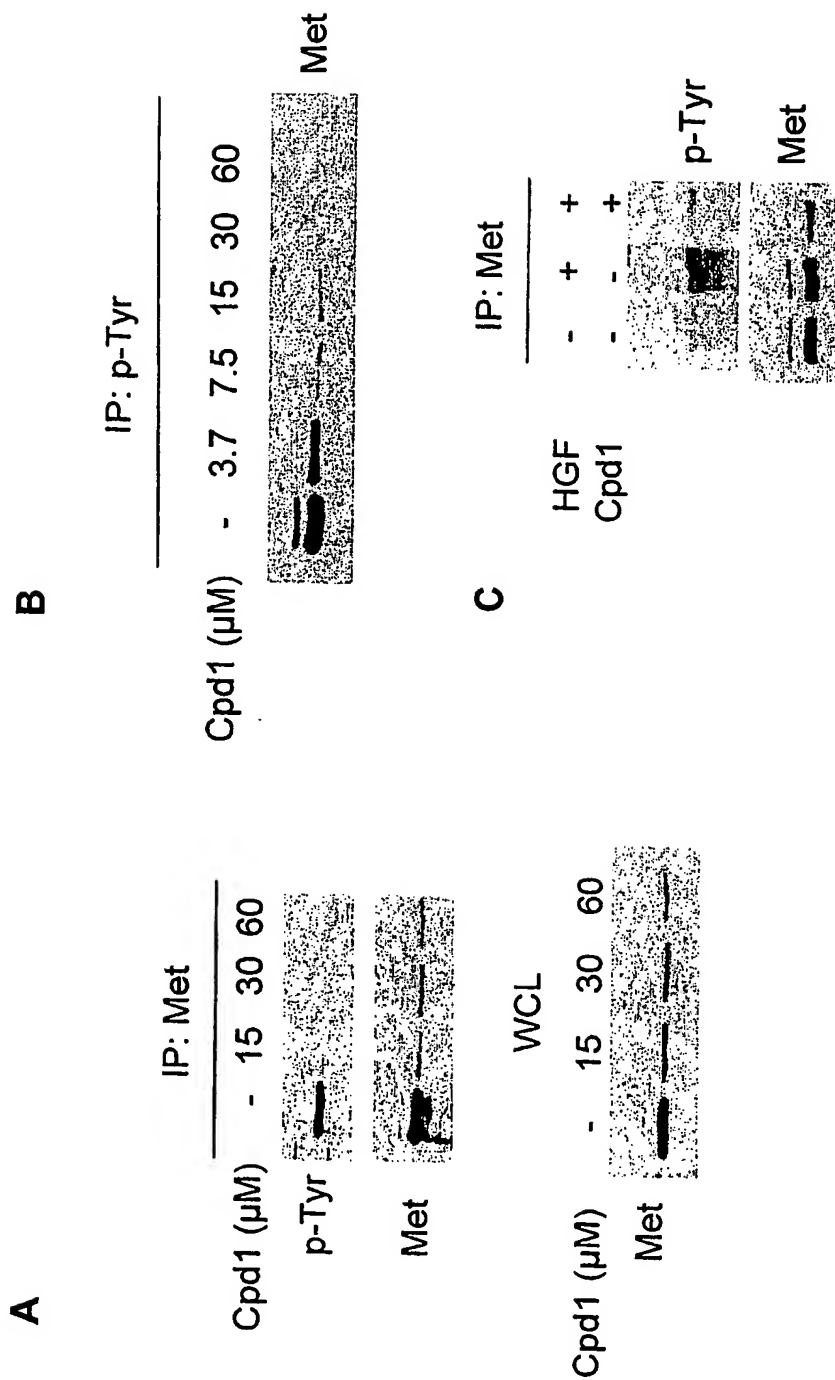 A
IP: Met
Cpd1 (μM) - 15 30 60
p-Tyr
Met
WCL
Cpd1 (μM) - 15 30 60
Met
B
IP: p-Tyr
Cpd1 (μM) - 3.7 7.5 15 30 60
Met
C
IP: Met
HGF - + +
Cpd1 - - +
p-Tyr
Met